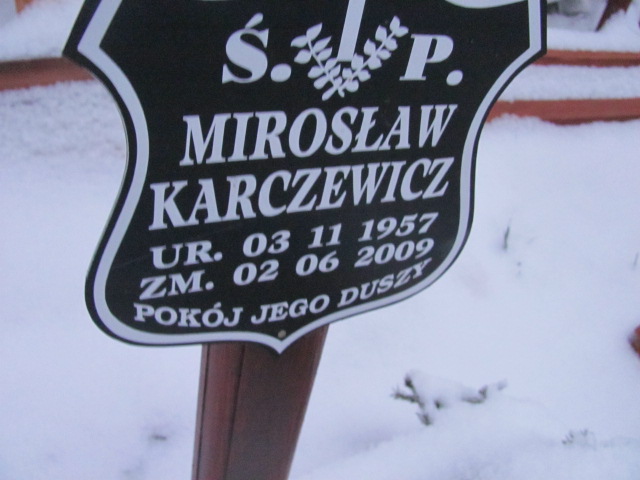 Ś. P.
MIROSŁAW
KARCZEWICZ
UR. 03 11 1957
ZM. 02 06 2009
POKÓJ JEGO DUSZY